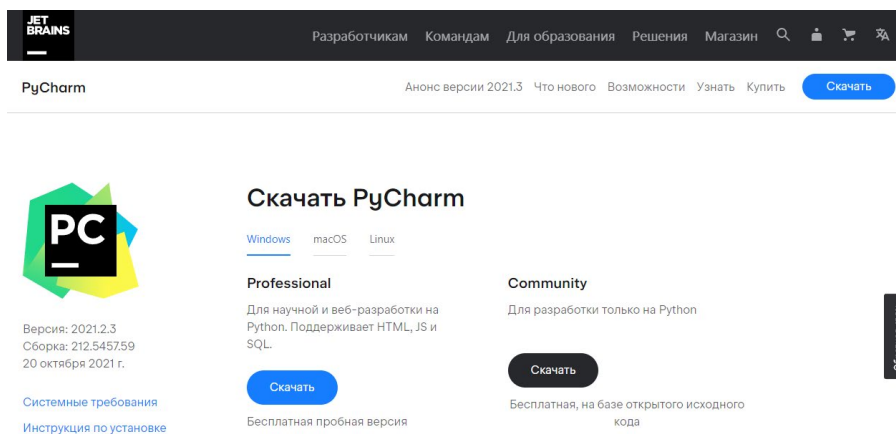 JET
BRAINS
Разработчикам Командам Для образования Решения Магазин
PyCharm
Анонс версии 2021.3 Что нового Возможности Узнать Купить Скачать
PC
Версия: 2021.2.3
Сборка: 212.5457.59
20 октября 2021 г.
Системные требования
Инструкция по установке
Скачать PyCharm
Windows macOS Linux
Professional
Для научной и веб-разработки на
Python. Поддерживает HTML, JS и
SQL.
Скачать
Бесплатная пробная версия
Community
Для разработки только на Python
Скачать
Бесплатная, на базе открытого исходного
кода